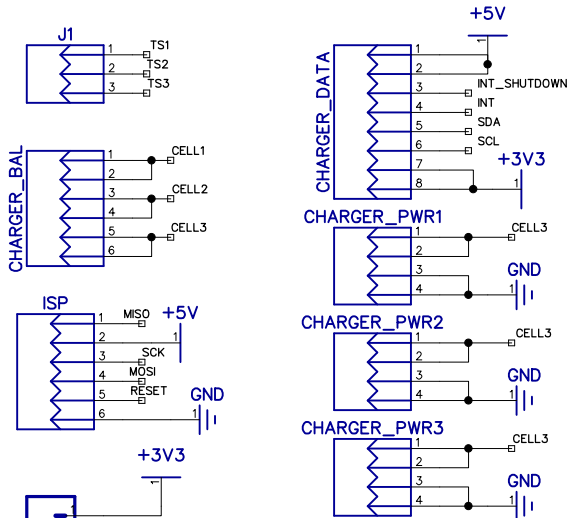 J1
1 TS1
2 TS2
3 TS3
CHARGER_BAL
1 CELL1
2
3 CELL2
4
5 CELL3
6
ISP
1 MISO
2 1 +5V
3 SCK
4 MOSI
5 RESET
6 1 GND
+3V3
1
1
+5V
1
CHARGER_DATA
1
2
3 INT_SHUTDOWN
4 INT
5 SDA
6 SCL
7 +3V3
8 1
CHARGER_PWR1
1 CELL3
2
3 GND
4 1
CHARGER_PWR2
1 CELL3
2
3 GND
4 1
CHARGER_PWR3
1 CELL3
2
3 GND
4 1